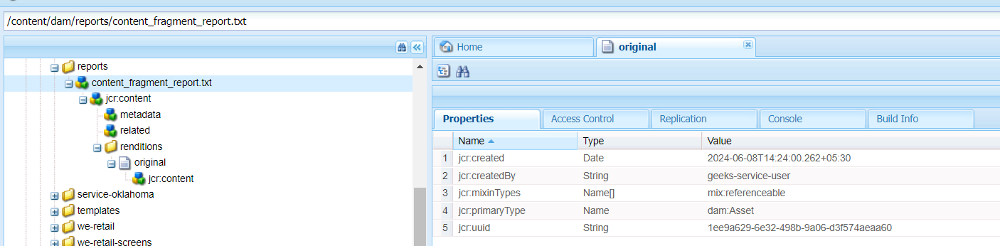 /content/dam/reports/content_fragment_report.txt
Home
original
reports
content_fragment_report.txt
jcr:content
metadata
related
renditions
original
jcr:content
service-oklahoma
templates
we-retail
we-retail-screens
Properties Access Control Replication Console Build Info
Name Type Value
1 jcr:created Date 2024-06-08T14:24:00.262+05:30
2 jcr:createdBy String geeks-service-user
3 jcr:mixinTypes Name[] mix:referenceable
4 jcr:primaryType Name dam:Asset
5 jcr:uuid String 1ee9a629-6e32-498b-9a06-d3f574aeaa60